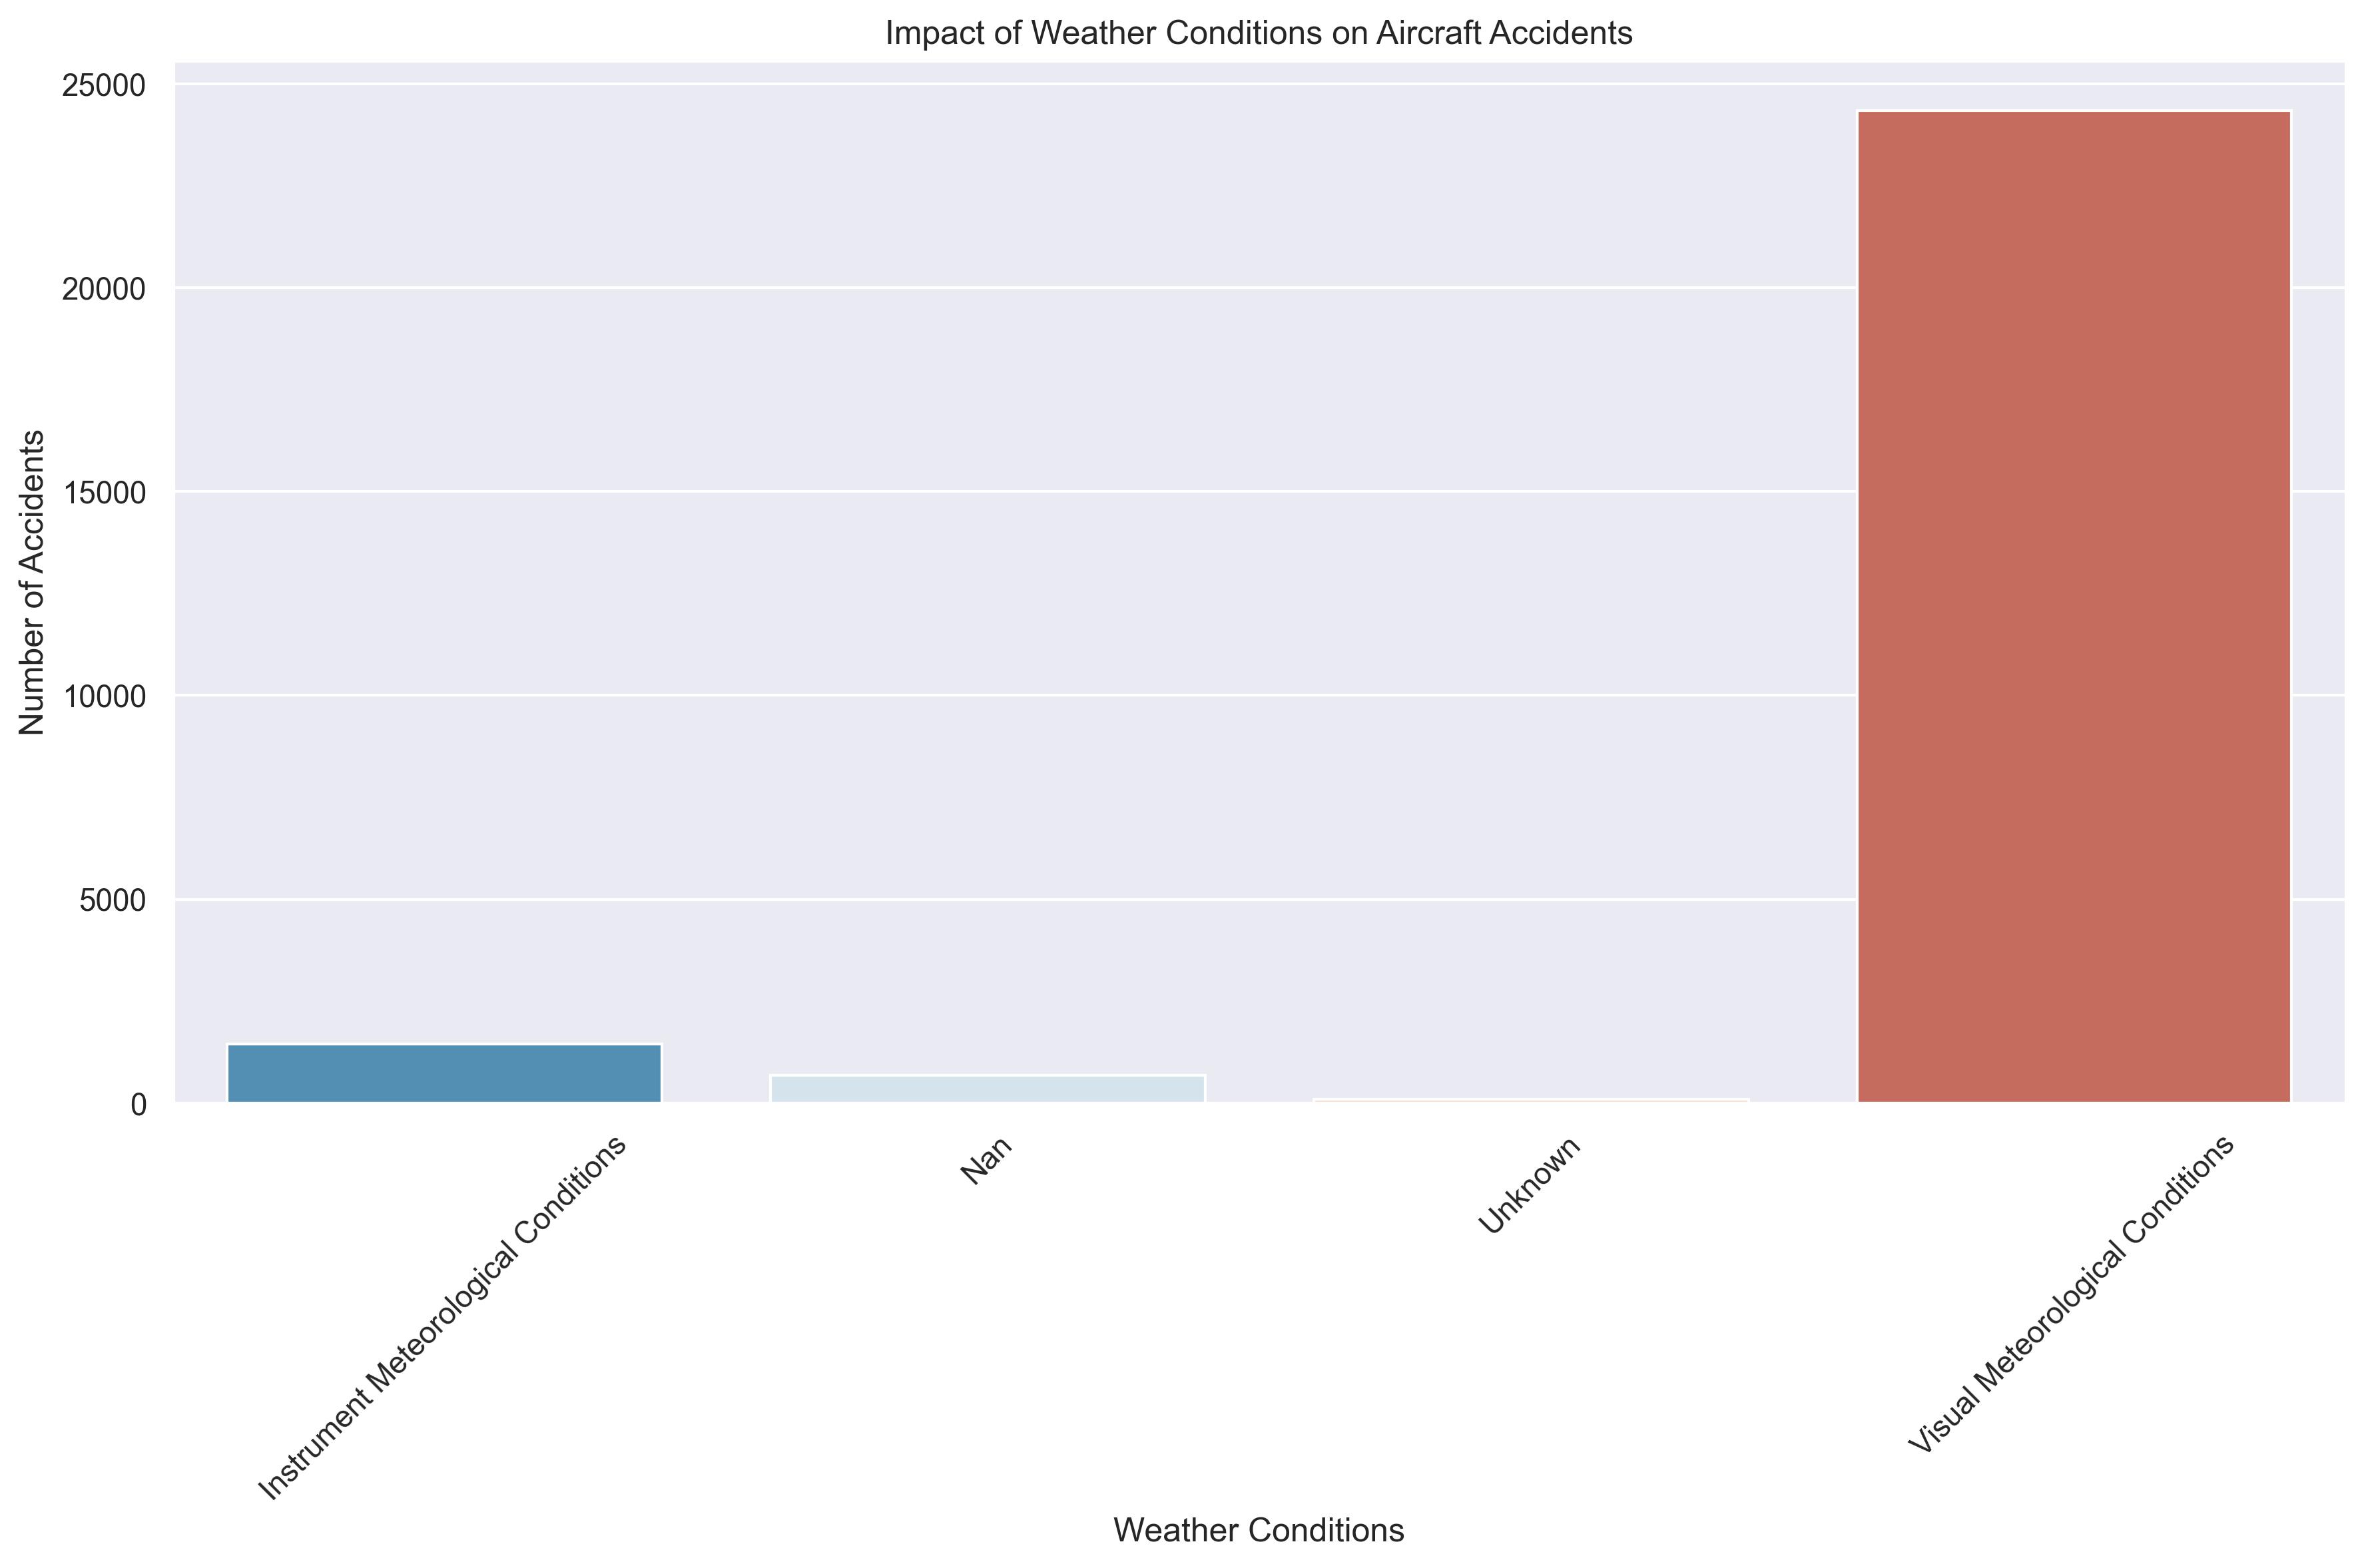 Impact of Weather Conditions on Aircraft Accidents
25000
20000
15000
10000
5000
0
Number of Accidents
Instrument Meteorological Conditions
Nan
Unknown
Visual Meteorological Conditions
Weather Conditions